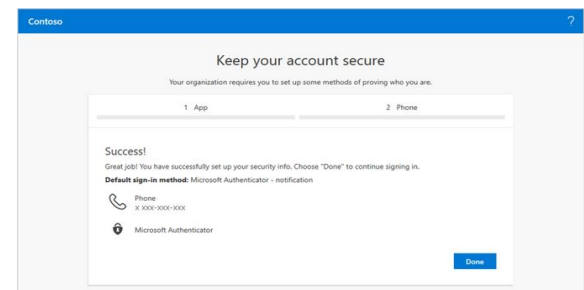 Contoso
?
Keep your account secure
Your organization requires you to set up some methods of proving who you are.
1 App
2 Phone
Success!
Great job! You have successfully set up your security info. Choose "Done" to continue signing in.
Default sign-in method: Microsoft Authenticator - notification
Phone
x xxx-xxx-xxx
Microsoft Authenticator
Done